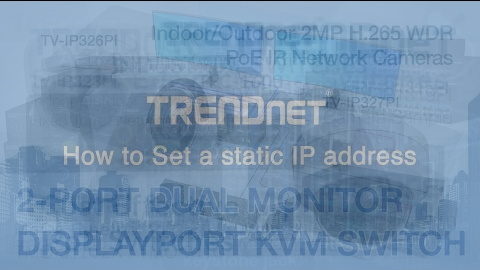 Indoor/Outdoor 2MP H.265 WDR
TV-IP326PI
PoE IR Network Cameras
TV-IP327PI
TRENDNET
How to Set a static IP address
2-PORT DUAL MONITOR
DISPLAYPORT KVM SWITCH